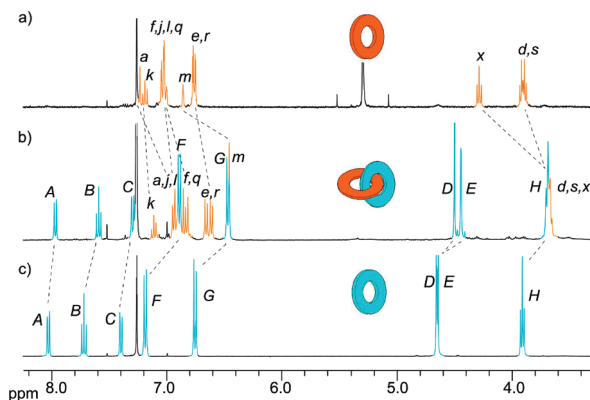 a)
f,j,l,q
a
k
m
e,r
x
d,s
b)
A
B
C
k
a,j,l
F
f,q
e,r
G
m
D
E
H
d,s,x
c)
A
B
C
F
G
D
E
H
ppm
8.0
7.0
6.0
5.0
4.0